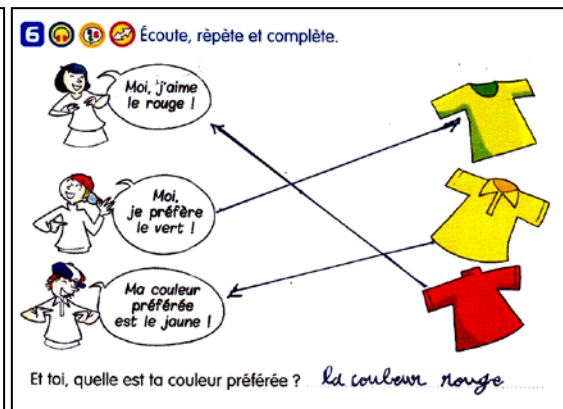 6 Écoute, rèpète et complète.
Moi, j'aime
le rouge !
Moi,
je préfère
le vert !
Ma couleur
préférée
est le jaune !
Et toi, quelle est ta couleur préférée ? la couleur rouge